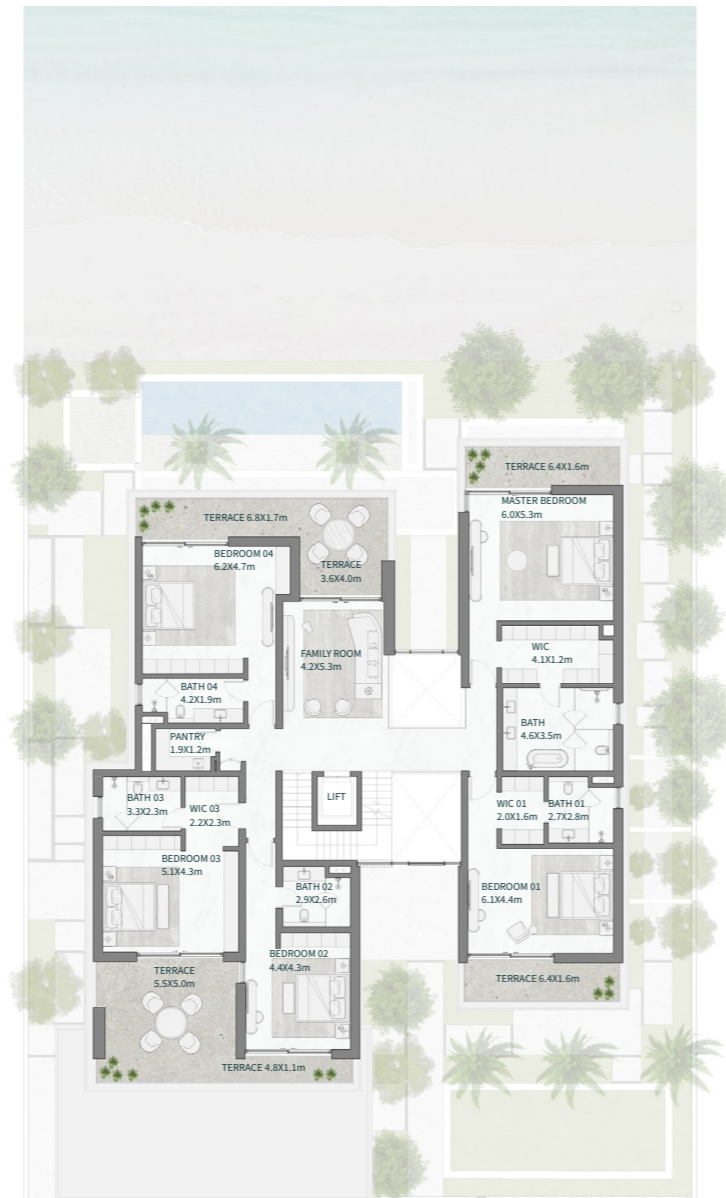 TERRACE 6.4X1.6m
MASTER BEDROOM
6.0X5.3m
TERRACE 6.8X1.7m
TERRACE
3.6X4.0m
BEDROOM 04
6.2X4.7m
FAMILY ROOM
4.2X5.3m
WIC
4.1X1.2m
BATH 04
4.2X1.9m
BATH
4.6X3.5m
PANTRY
1.9X1.2m
BATH 03
3.3X2.3m
WIC 03
2.2X2.3m
LIFT
WIC 01
2.0X1.6m
BATH 01
2.7X2.8m
BEDROOM 03
5.1X4.3m
BATH 02
2.9X2.6m
BEDROOM 01
6.1X4.4m
BEDROOM 02
4.4X4.3m
TERRACE
5.5X5.0m
TERRACE 6.4X1.6m
TERRACE 4.8X1.1m